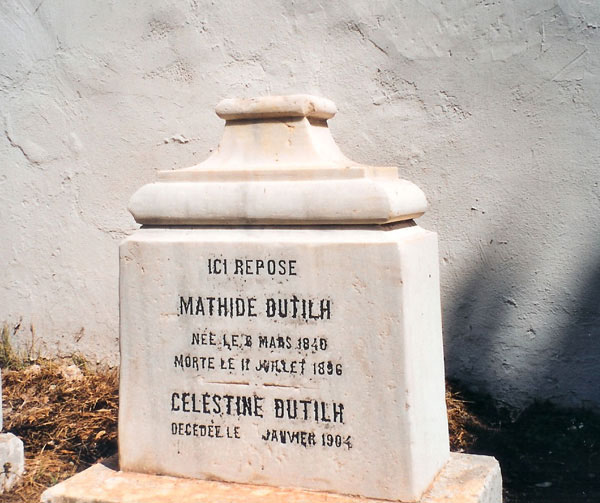 ICI REPOSE
MATHIDE DUTILH
NÉE LE 8 MARS 1840
MORTE LE 11 JUILLET 1896
CELESTINE DUTILH
DECEDÉE LE JANVIER 1904